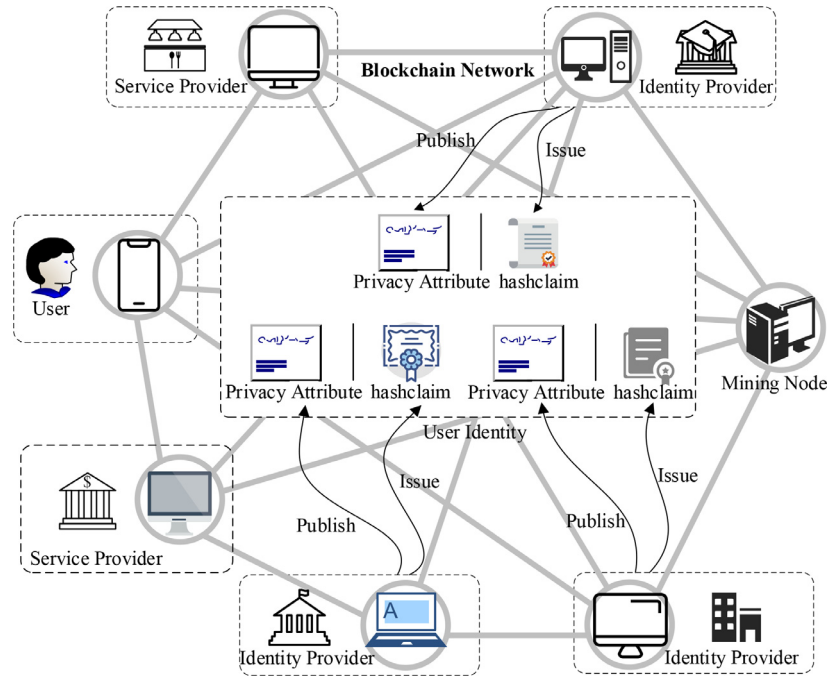 Service Provider
Blockchain Network
Identity Provider
Publish
Issue
User
Privacy Attribute
hashclaim
Mining Node
Privacy Attribute
hashclaim
Privacy Attribute
hashclaim
User Identity
$
Service Provider
Publish
Issue
Publish
Issue
A
Identity Provider
Identity Provider